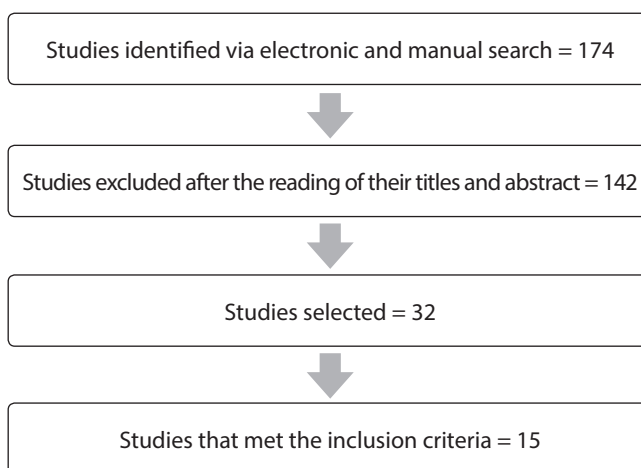 Studies identified via electronic and manual search = 174
Studies excluded after the reading of their titles and abstract = 142
Studies selected = 32
Studies that met the inclusion criteria = 15